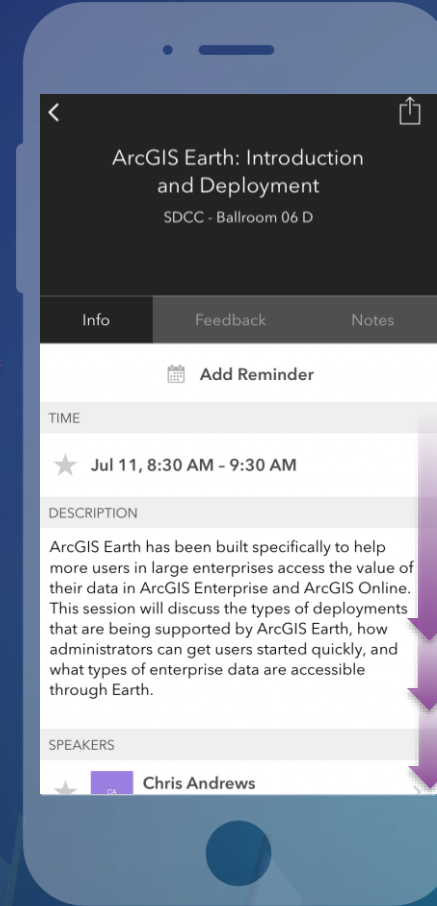 ArcGIS Earth: Introduction
and Deployment
SDCC - Ballroom 06 D
Info Feedback Notes
Add Reminder
TIME
Jul 11, 8:30 AM – 9:30 AM
DESCRIPTION
ArcGIS Earth has been built specifically to help
more users in large enterprises access the value of
their data in ArcGIS Enterprise and ArcGIS Online.
This session will discuss the types of deployments
that are being supported by ArcGIS Earth, how
administrators can get users started quickly, and
what types of enterprise data are accessible
through Earth.
SPEAKERS
CA Chris Andrews